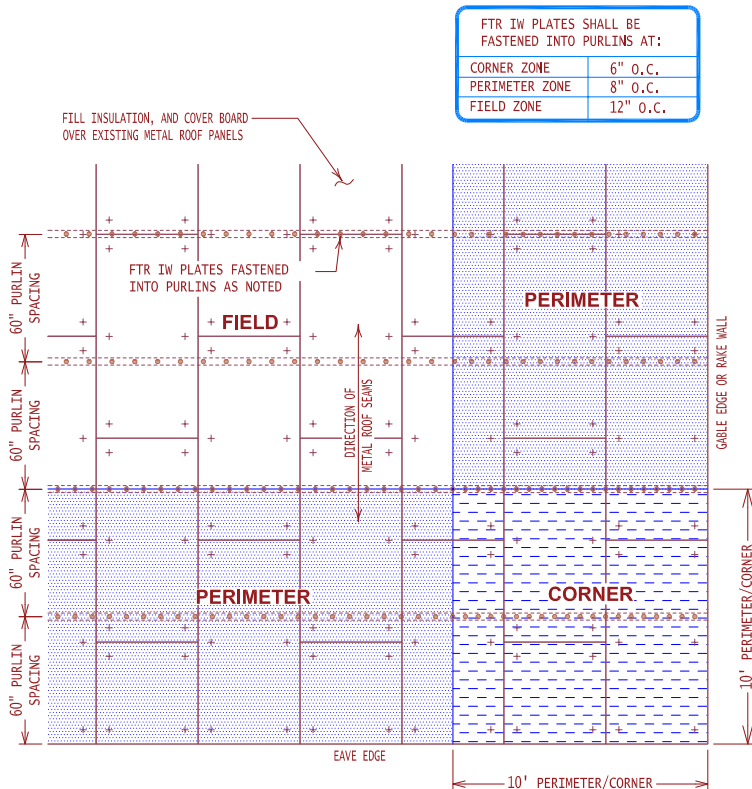 FTR IW PLATES SHALL BE
FASTENED INTO PURLINS AT:
CORNER ZONE 6" O.C.
PERIMETER ZONE 8" O.C.
FIELD ZONE 12" O.C.
FILL INSULATION, AND COVER BOARD
OVER EXISTING METAL ROOF PANELS
FTR IW PLATES FASTENED
INTO PURLINS AS NOTED
60" PURLIN
SPACING
FIELD
PERIMETER
GABLE EDGE OR RAKE WALL
DIRECTION OF
METAL ROOF SEAMS
60" PURLIN
SPACING
60" PURLIN
SPACING
PERIMETER
CORNER
60" PURLIN
SPACING
10' PERIMETER/CORNER
EAVE EDGE
10' PERIMETER/CORNER